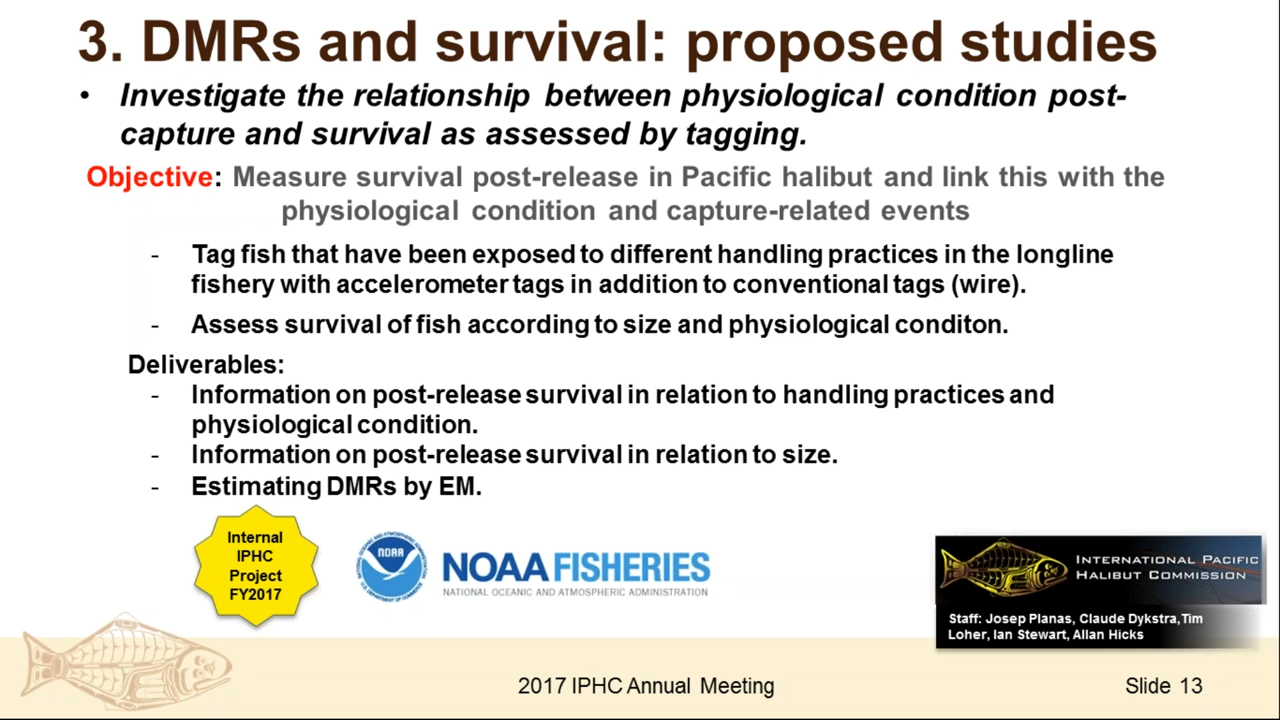 3. DMRs and survival: proposed studies
• Investigate the relationship between physiological condition post-
capture and survival as assessed by tagging.
Objective: Measure survival post-release in Pacific halibut and link this with the
physiological condition and capture-related events
- Tag fish that have been exposed to different handling practices in the longline
fishery with accelerometer tags in addition to conventional tags (wire).
- Assess survival of fish according to size and physiological conditon.
Deliverables:
- Information on post-release survival in relation to handling practices and
physiological condition.
- Information on post-release survival in relation to size.
- Estimating DMRs by EM.
Internal
IPHC
Project
FY2017
NOAA
NOAA FISHERIES
NATIONAL OCEANIC AND ATMOSPHERIC ADMINISTRATION
INTERNATIONAL PACIFIC
HALIBUT COMMISSION
Staff: Josep Planas, Claude Dykstra, Tim
Loher, Ian Stewart, Allan Hicks
2017 IPHC Annual Meeting
Slide 13